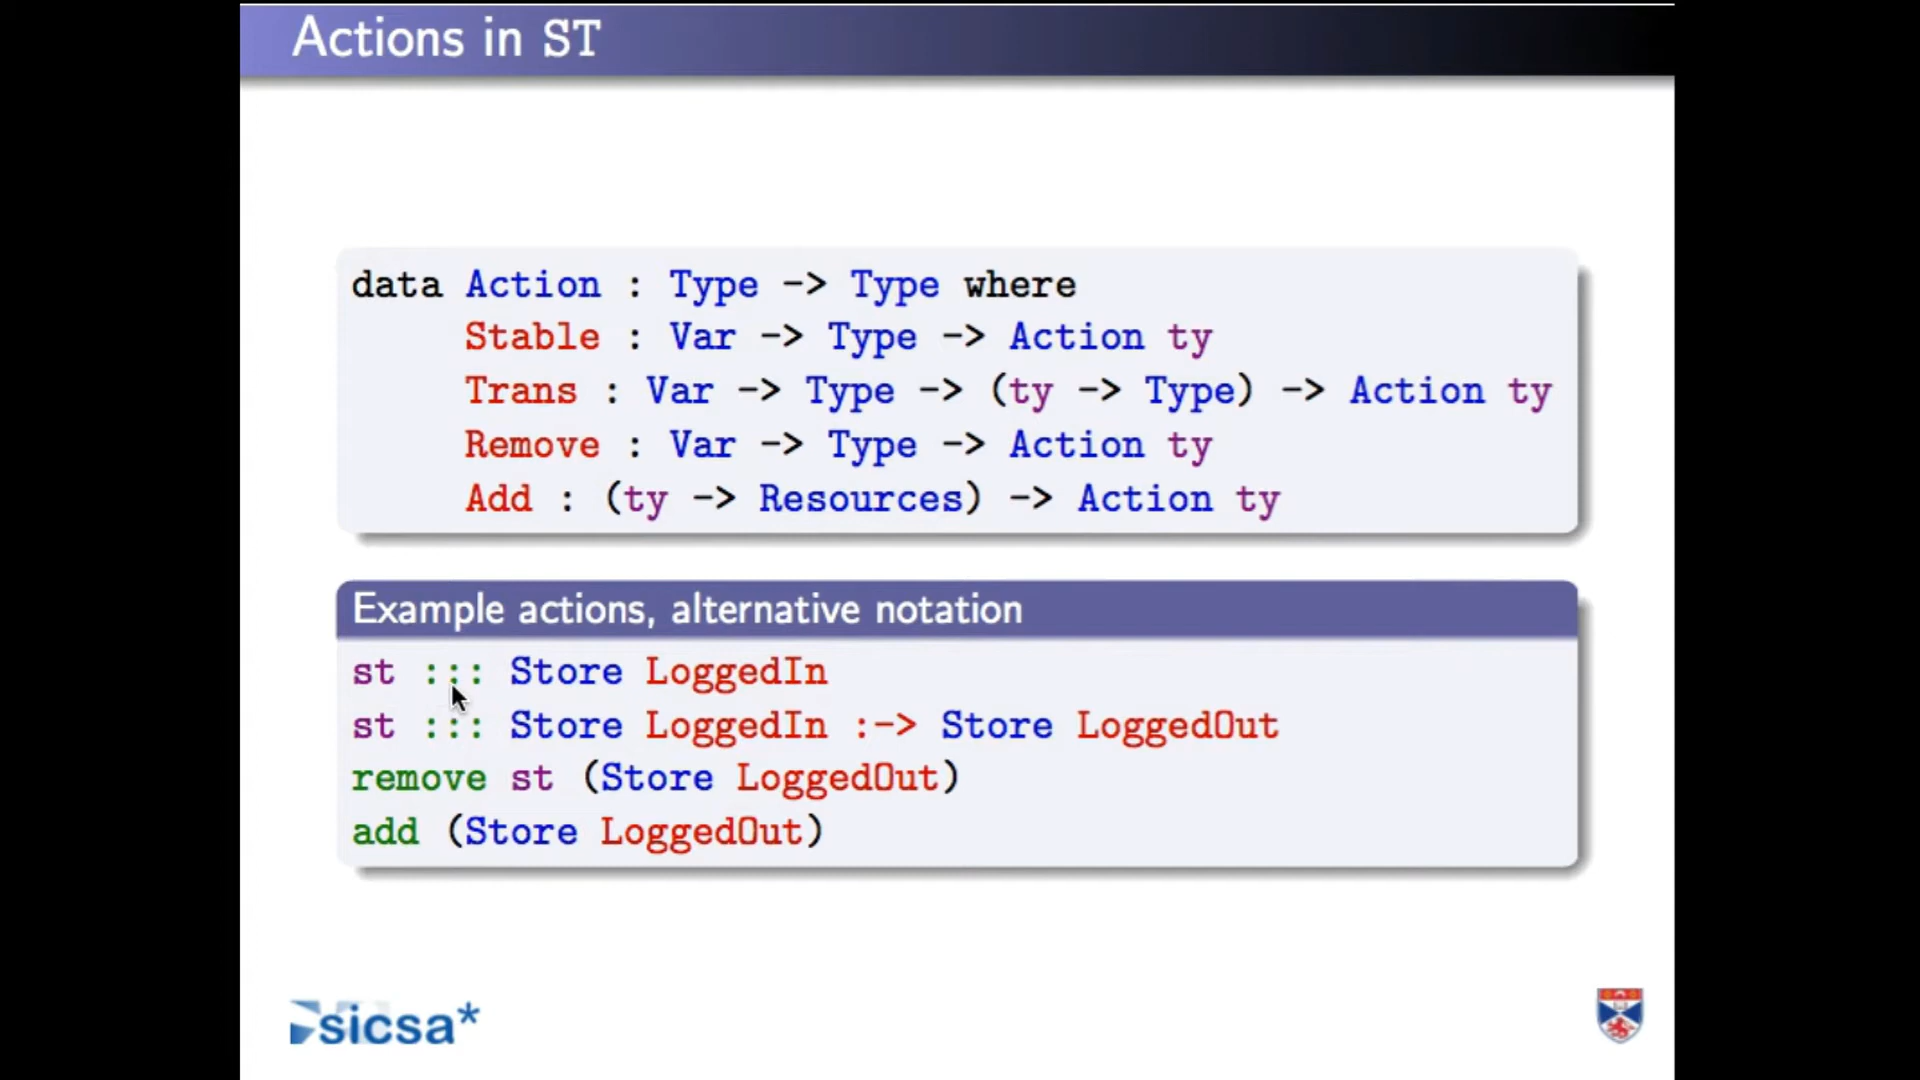 Actions in ST
data Action : Type -> Type where
Stable : Var -> Type -> Action ty
Trans : Var -> Type -> (ty -> Type) -> Action ty
Remove : Var -> Type -> Action ty
Add : (ty -> Resources) -> Action ty
Example actions, alternative notation
st ::: Store LoggedIn
st ::: Store LoggedIn :-> Store LoggedOut
remove st (Store LoggedOut)
add (Store LoggedOut)
sicsa*